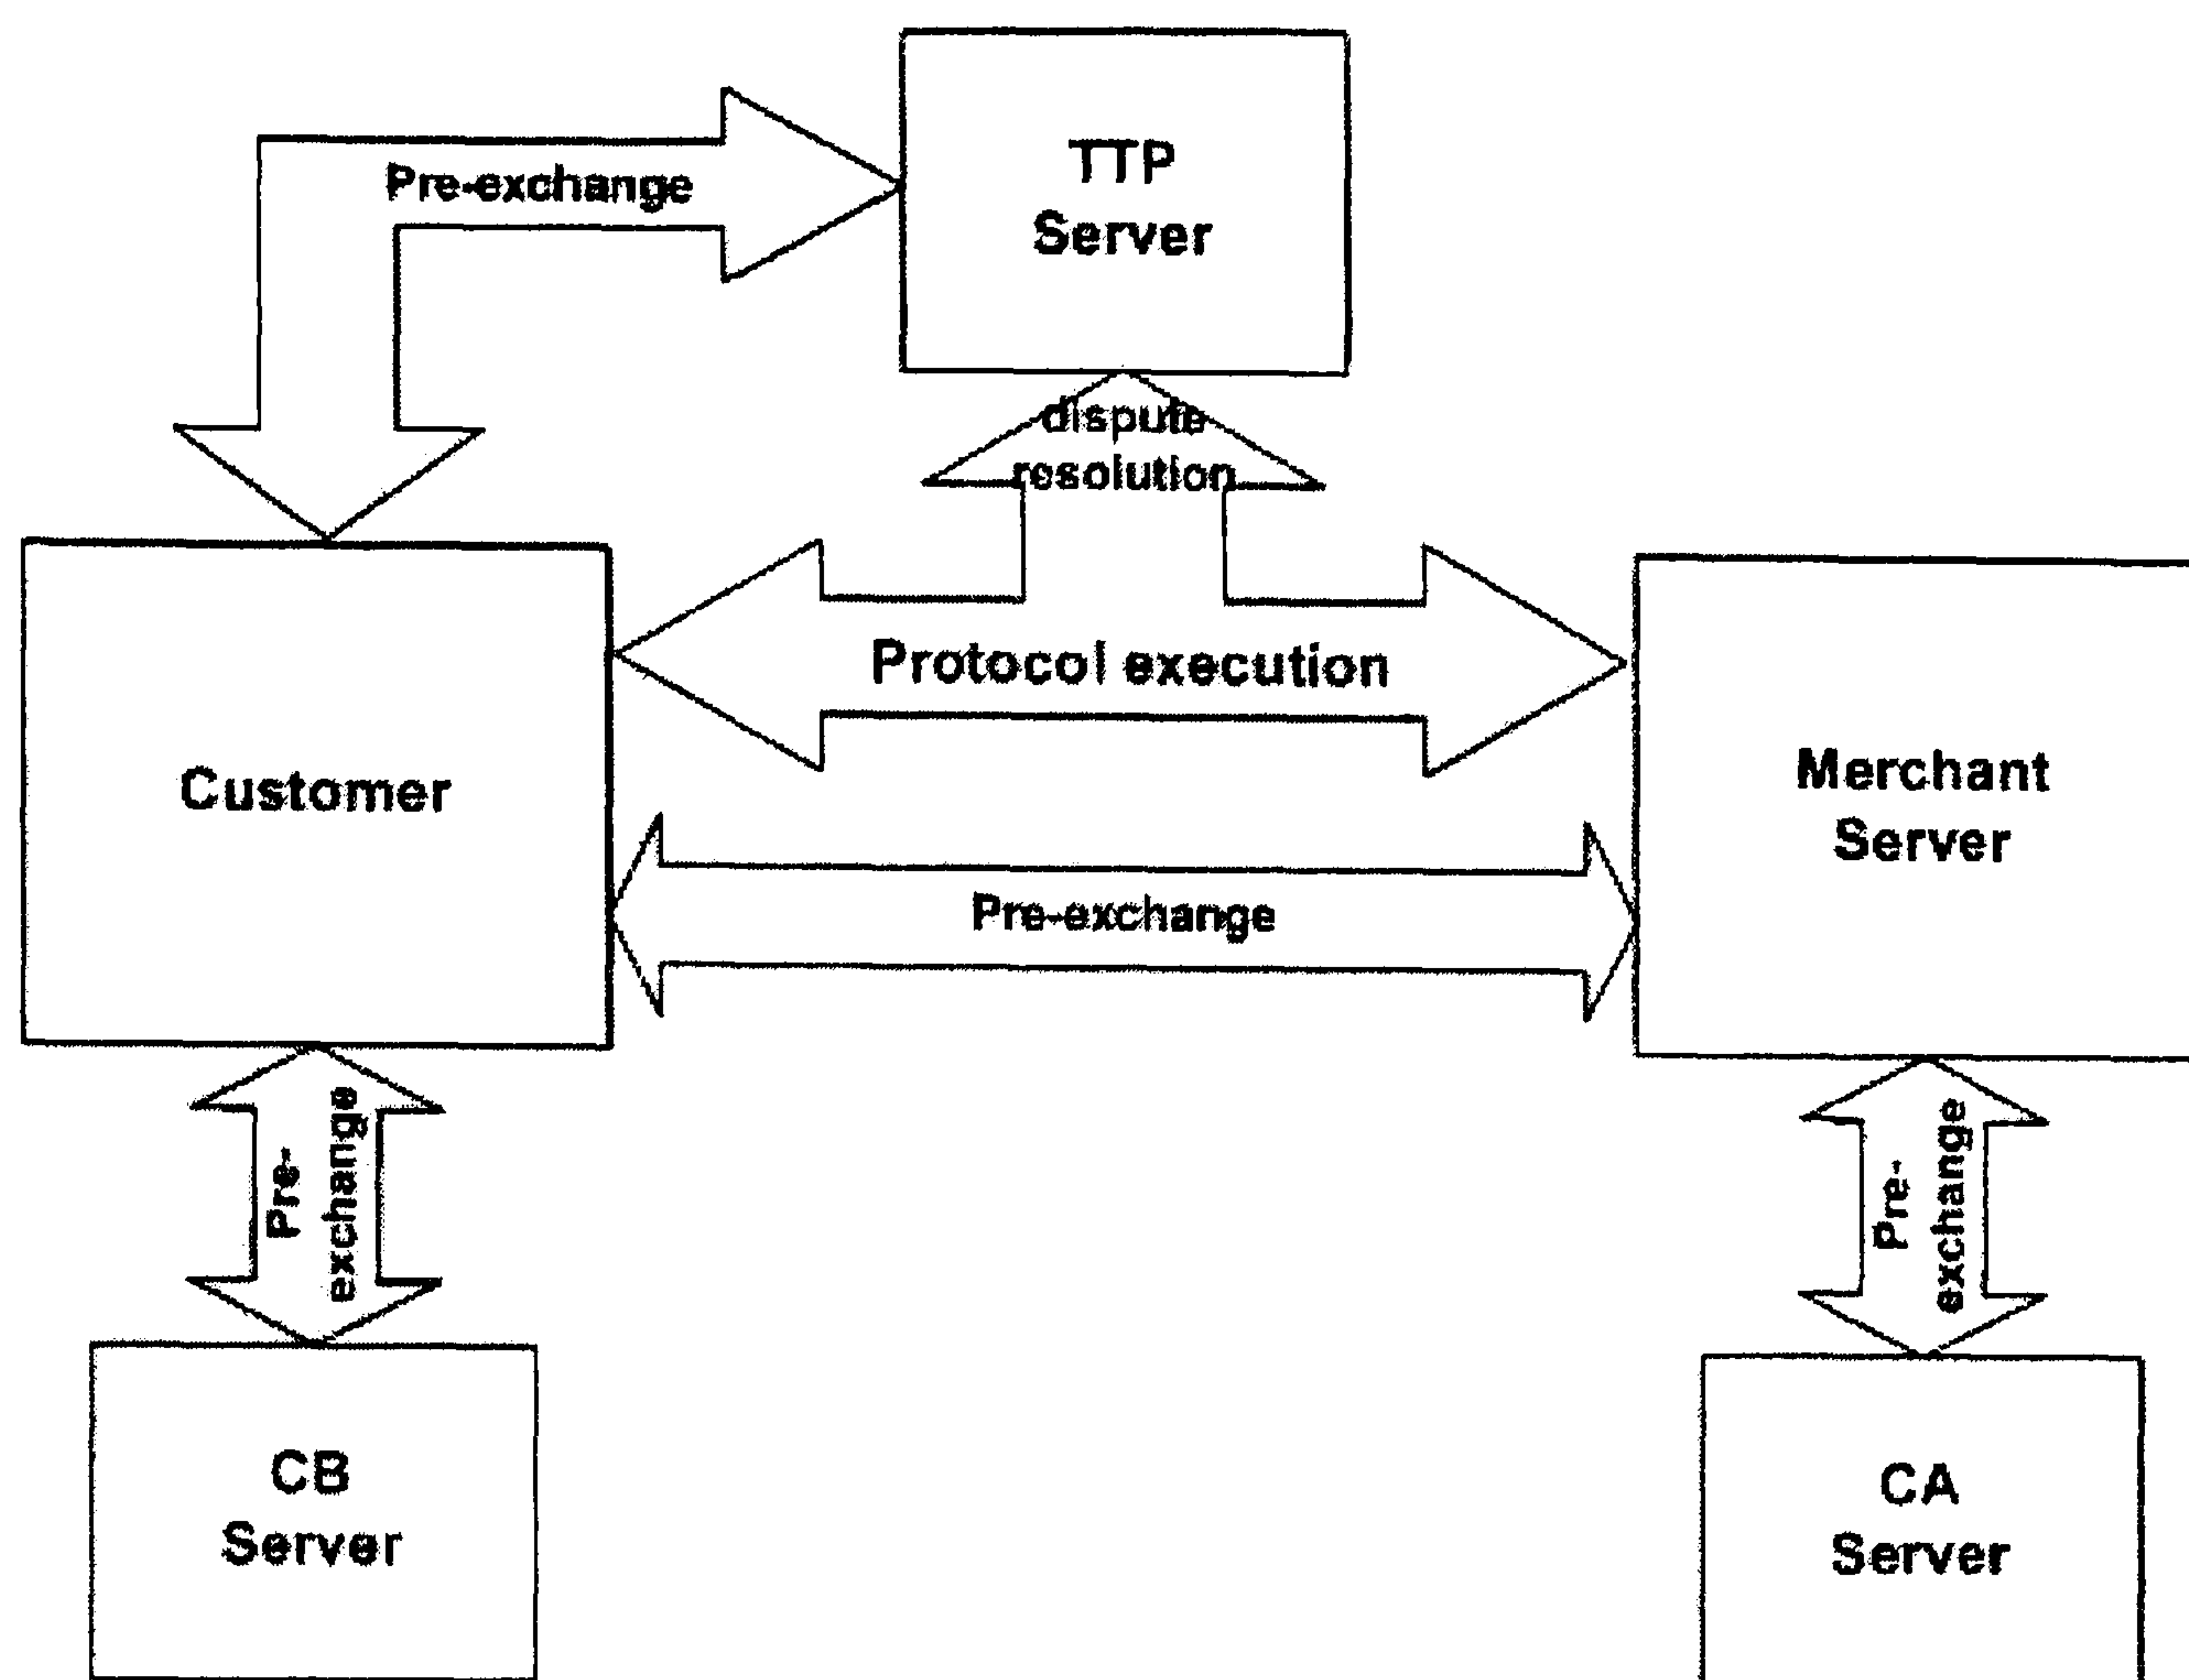 TTP
Server
Pre-exchange
dispute
resolution
Protocol execution
Customer
Merchant
Server
Pre-exchange
Pre-
exchange
Pre-
exchange
CB
Server
CA
Server